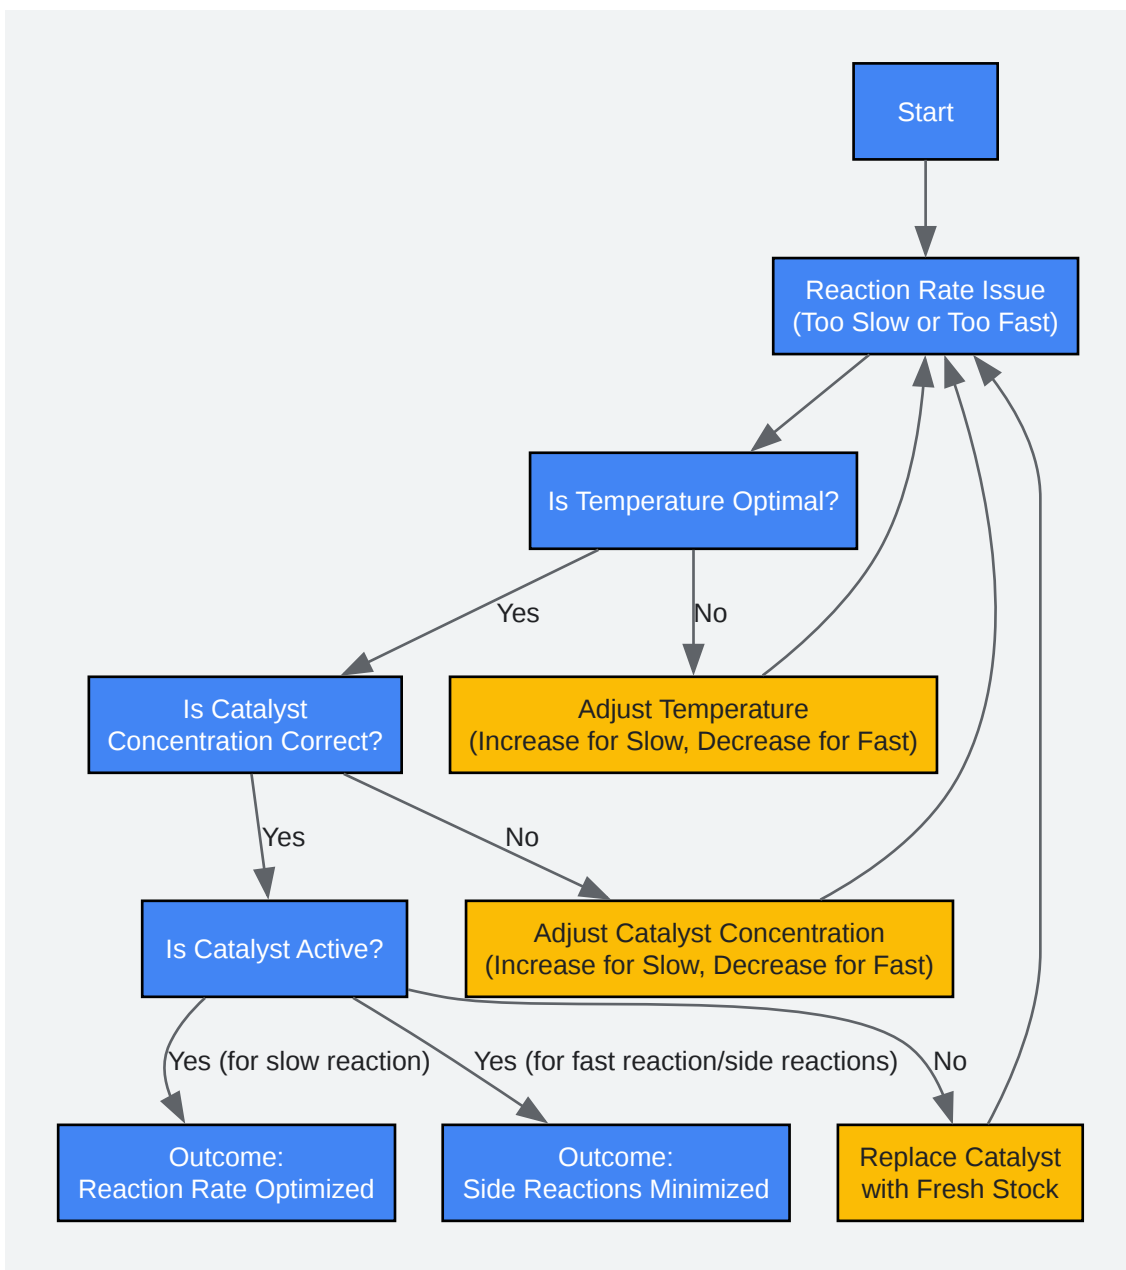 Start
Reaction Rate Issue
(Too Slow or Too Fast)
Is Temperature Optimal?
Yes
No
Is Catalyst
Concentration Correct?
Adjust Temperature
(Increase for Slow, Decrease for Fast)
Yes
No
Is Catalyst Active?
Adjust Catalyst Concentration
(Increase for Slow, Decrease for Fast)
Yes (for slow reaction)
Yes (for fast reaction/side reactions)
No
Outcome:
Reaction Rate Optimized
Outcome:
Side Reactions Minimized
Replace Catalyst
with Fresh Stock